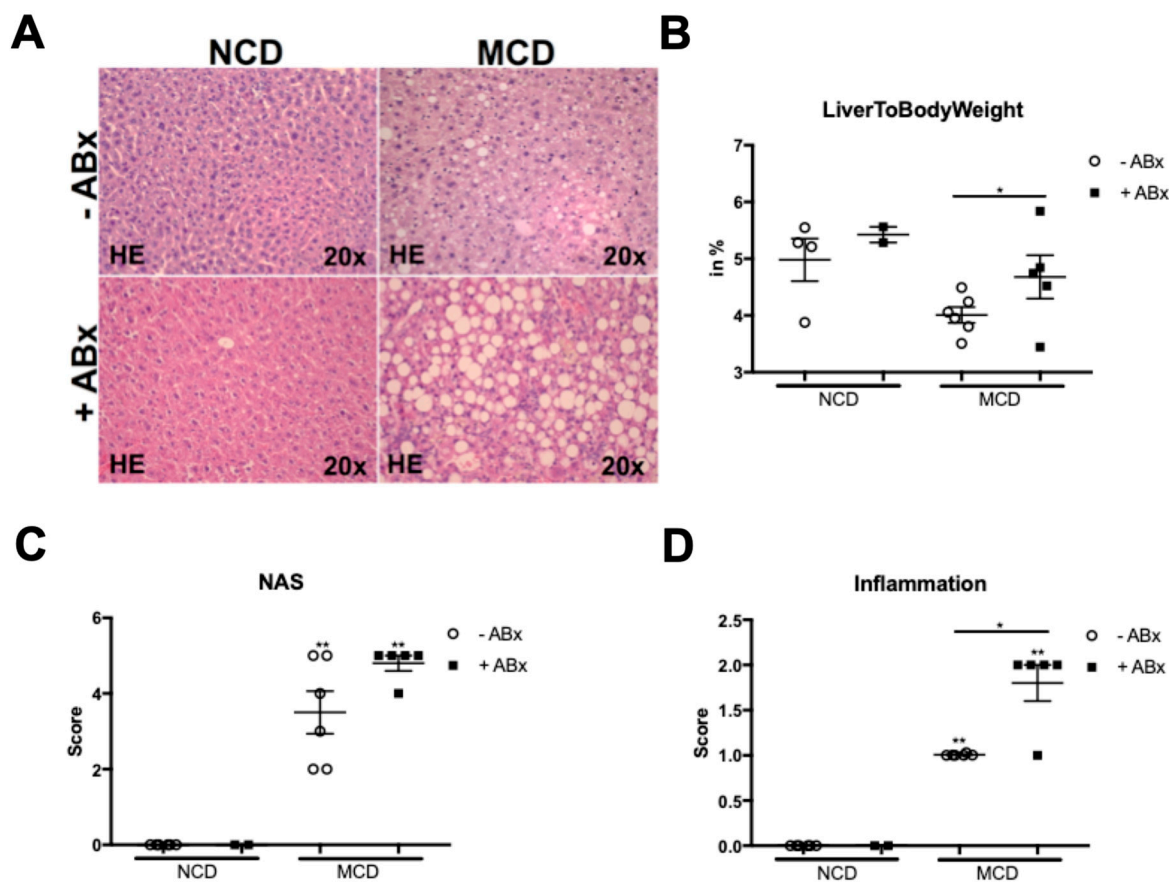 A
NCD MCD
- ABx
HE 20x HE 20x
+ ABx
HE 20x HE 20x
B
LiverToBodyWeight
7
6
5
4
3
in %
*
- ABx
+ ABx
NCD MCD
C
NAS
6
4
2
0
Score
** **
- ABx
+ ABx
NCD MCD
D
Inflammation
2.5
2.0
1.5
1.0
0.5
0.0
Score
*
**
**
- ABx
+ ABx
NCD MCD